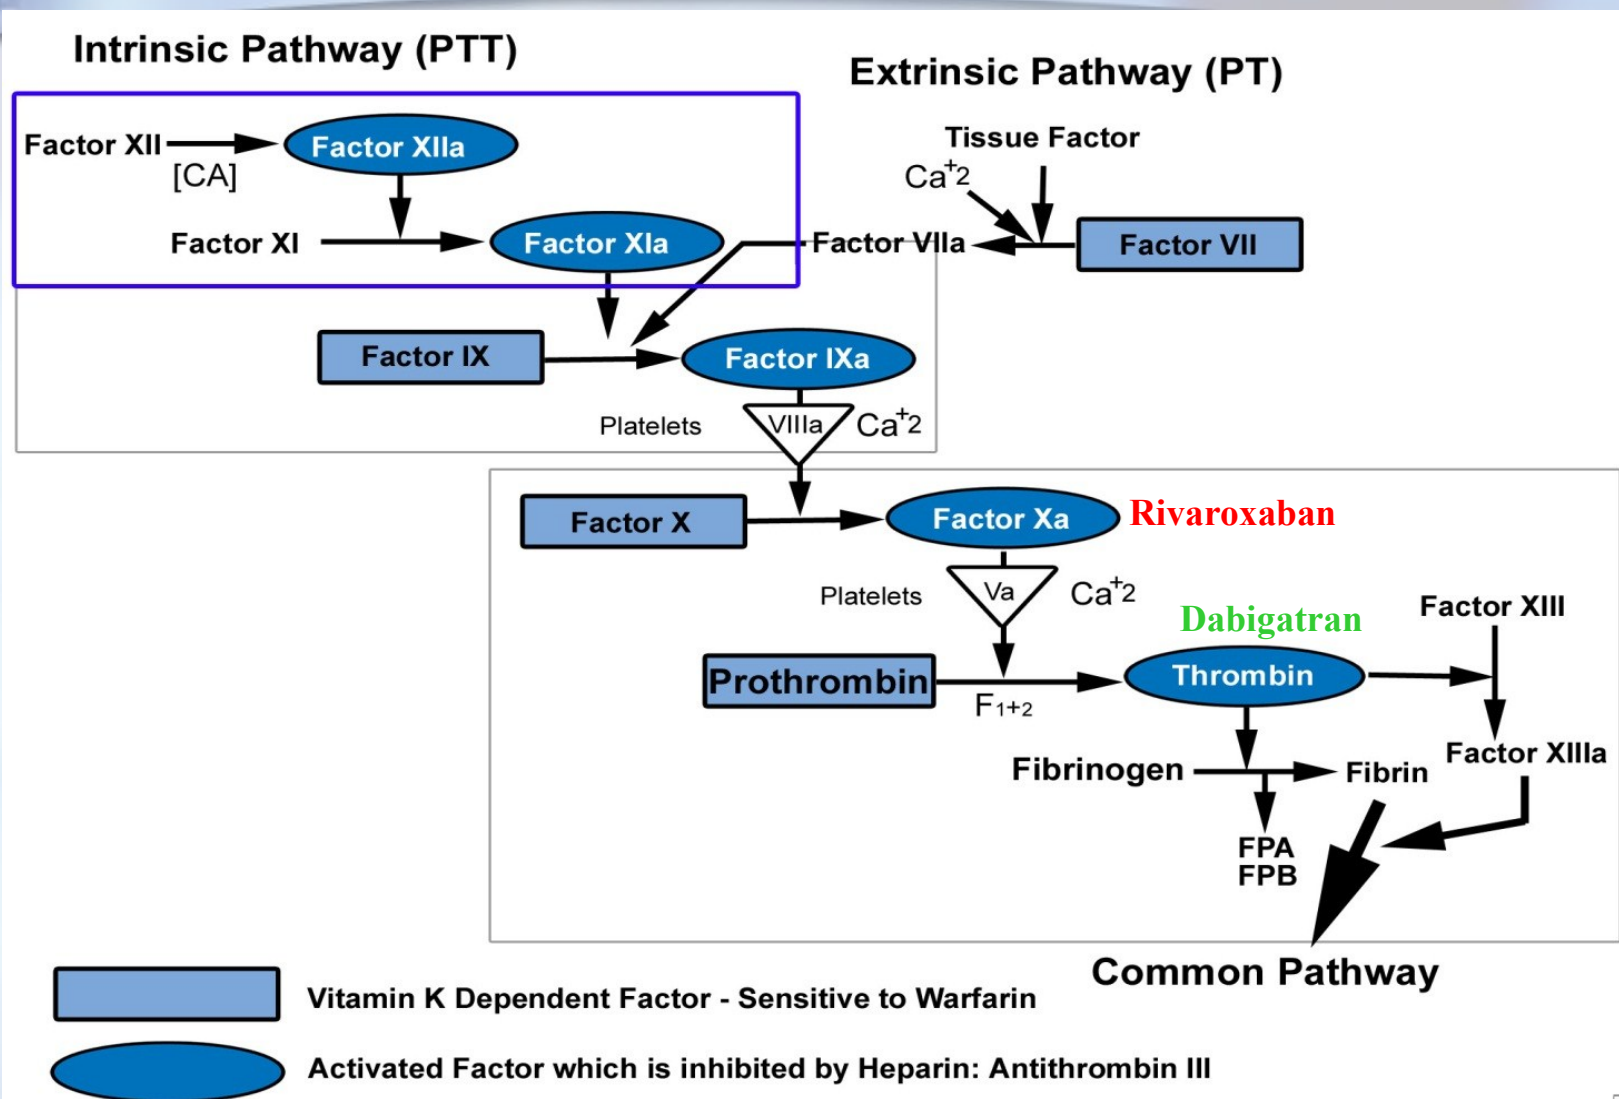 Intrinsic Pathway (PTT)
Extrinsic Pathway (PT)
Factor XII
Factor XIIa
[CA]
Tissue Factor
Ca+2
Factor XI
Factor XIa
Factor VIIa
Factor VII
Factor IX
Factor IXa
Platelets
VIIIa
Ca+2
Factor X
Factor Xa
Rivaroxaban
Platelets
Va
Ca+2
Dabigatran
Factor XIII
Prothrombin
F1+2
Thrombin
Fibrinogen
Fibrin
Factor XIIIa
FPA
FPB
Common Pathway
Vitamin K Dependent Factor - Sensitive to Warfarin
Activated Factor which is inhibited by Heparin: Antithrombin III